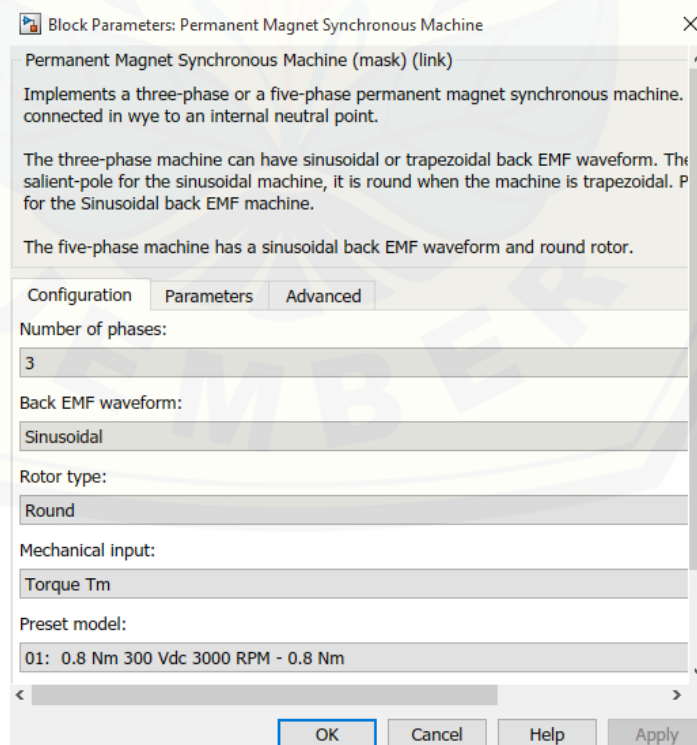 Block Parameters: Permanent Magnet Synchronous Machine
Permanent Magnet Synchronous Machine (mask) (link)
Implements a three-phase or a five-phase permanent magnet synchronous machine.
connected in wye to an internal neutral point.
The three-phase machine can have sinusoidal or trapezoidal back EMF waveform. The
salient-pole for the sinusoidal machine, it is round when the machine is trapezoidal. P
for the Sinusoidal back EMF machine.
The five-phase machine has a sinusoidal back EMF waveform and round rotor.
Configuration Parameters Advanced
Number of phases:
3
Back EMF waveform:
Sinusoidal
Rotor type:
Round
Mechanical input:
Torque Tm
Preset model:
01: 0.8 Nm 300 Vdc 3000 RPM - 0.8 Nm
OK Cancel Help Apply
EMBER